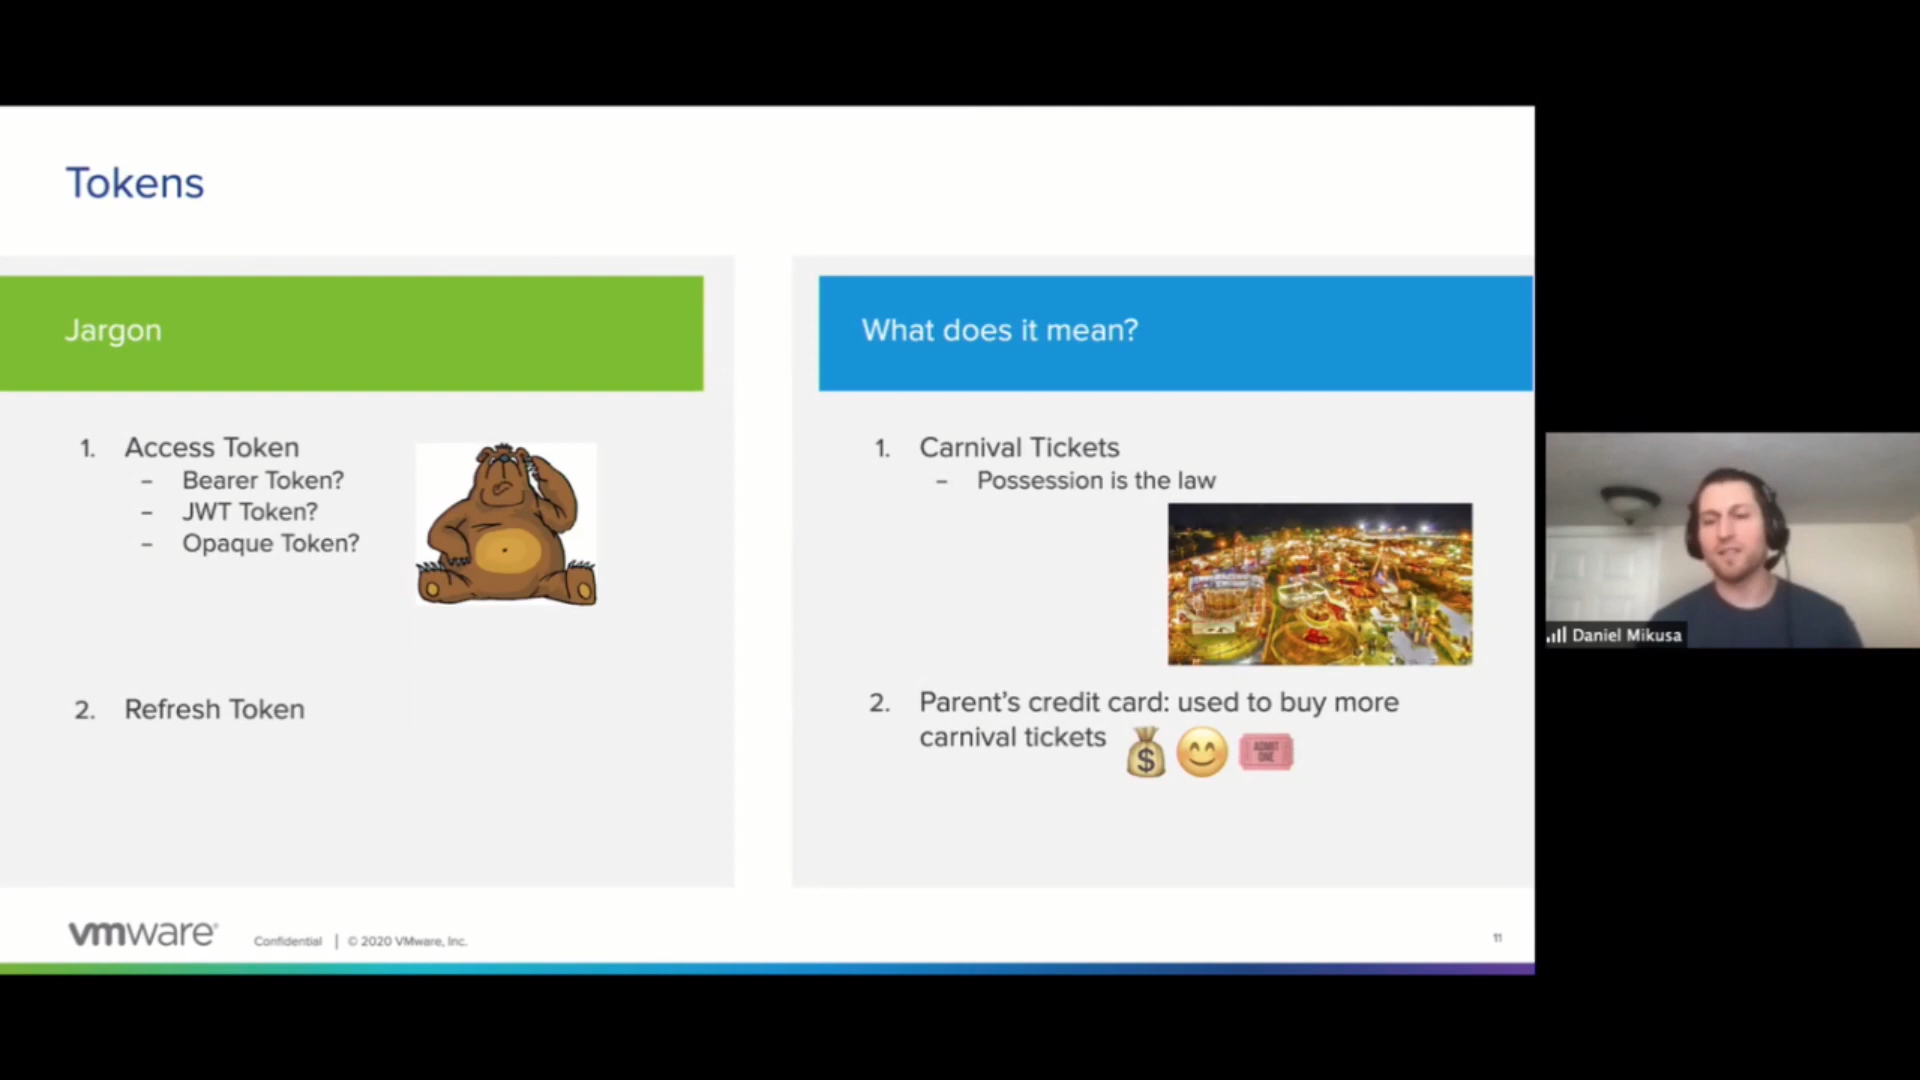 Tokens
Jargon
1. Access Token
– Bearer Token?
– JWT Token?
– Opaque Token?
2. Refresh Token
What does it mean?
1. Carnival Tickets
– Possession is the law
2. Parent's credit card: used to buy more
carnival tickets
$
ADMIT
ONE
vmware®
Confidential | © 2020 VMware, Inc.
11
Daniel Mikusa